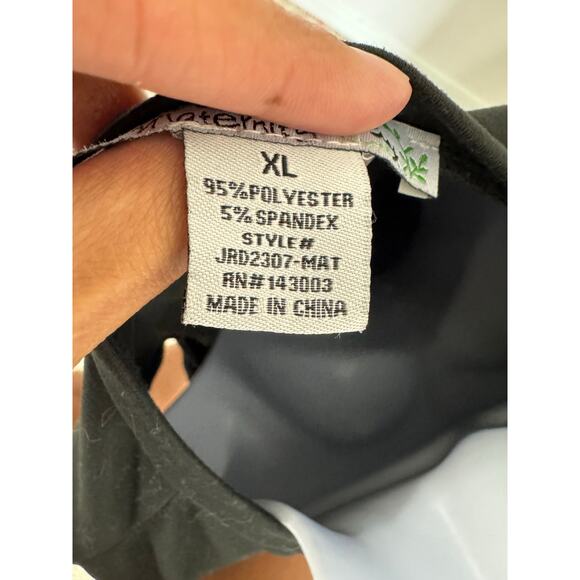 XL
95%POLYESTER
5% SPANDEX
STYLE#
JRD2307-MAT
RN#143003
MADE IN CHINA